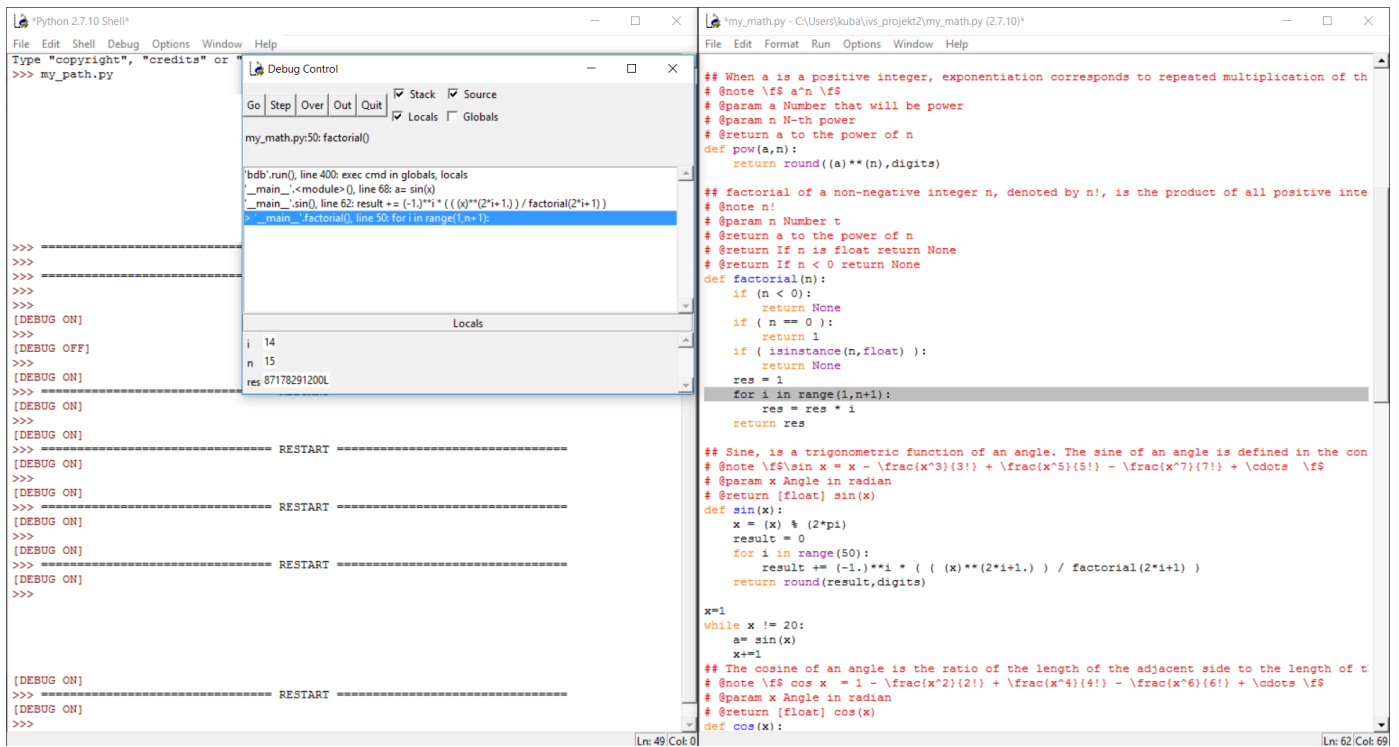 *Python 2.7.10 Shell*
File Edit Shell Debug Options Window Help
Type "copyright", "credits" or "
>>> my_path.py
>>> ============================
>>>
>>> ============================
>>>
>>>
[DEBUG ON]
>>>
[DEBUG OFF]
>>>
[DEBUG ON]
>>> ================================
[DEBUG ON]
>>>
[DEBUG ON]
>>> ================================ RESTART ================================
[DEBUG ON]
>>>
[DEBUG ON]
>>> ================================ RESTART ================================
[DEBUG ON]
>>>
[DEBUG ON]
>>> ================================ RESTART ================================
[DEBUG ON]
>>>
[DEBUG ON]
>>> ================================ RESTART ================================
[DEBUG ON]
>>>
Ln: 49 Col: 0
Debug Control
Go Step Over Out Quit
Stack Source
Locals Globals
my_math.py:50: factorial()
'bdb'.run(), line 400: exec cmd in globals, locals
'__main__'.<module>(), line 68: a= sin(x)
'__main__'.sin(), line 62: result += (-1.)**i * ( ( (x)**(2*i+1.) ) / factorial(2*i+1) )
> '__main__'.factorial(), line 50: for i in range(1,n+1):
Locals
i 14
n 15
res 87178291200L
*my_math.py - C:\Users\kuba\ivs_projekt2\my_math.py (2.7.10)*
File Edit Format Run Options Window Help
## When a is a positive integer, exponentiation corresponds to repeated multiplication of th
# @note \f$ a^n \f$
# @param a Number that will be power
# @param n N-th power
# @return a to the power of n
def pow(a,n):
    return round((a)**(n),digits)
## factorial of a non-negative integer n, denoted by n!, is the product of all positive inte
# @note n!
# @param n Number t
# @return a to the power of n
# @return If n is float return None
# @return If n < 0 return None
def factorial(n):
    if (n < 0):
        return None
    if ( n == 0 ):
        return 1
    if ( isinstance(n,float) ):
        return None
    res = 1
    for i in range(1,n+1):
        res = res * i
    return res
## Sine, is a trigonometric function of an angle. The sine of an angle is defined in the con
# @note \f$\sin x = x - \frac{x^3}{3!} + \frac{x^5}{5!} - \frac{x^7}{7!} + \cdots  \f$
# @param x Angle in radian
# @return [float] sin(x)
def sin(x):
    x = (x) % (2*pi)
    result = 0
    for i in range(50):
        result += (-1.)**i * ( ( (x)**(2*i+1.) ) / factorial(2*i+1) )
    return round(result,digits)
x=1
while x != 20:
    a= sin(x)
    x+=1
## The cosine of an angle is the ratio of the length of the adjacent side to the length of t
# @note \f$ cos x  = 1 - \frac{x^2}{2!} + \frac{x^4}{4!} - \frac{x^6}{6!} + \cdots \f$
# @param x Angle in radian
# @return [float] cos(x)
def cos(x):
Ln: 62 Col: 69